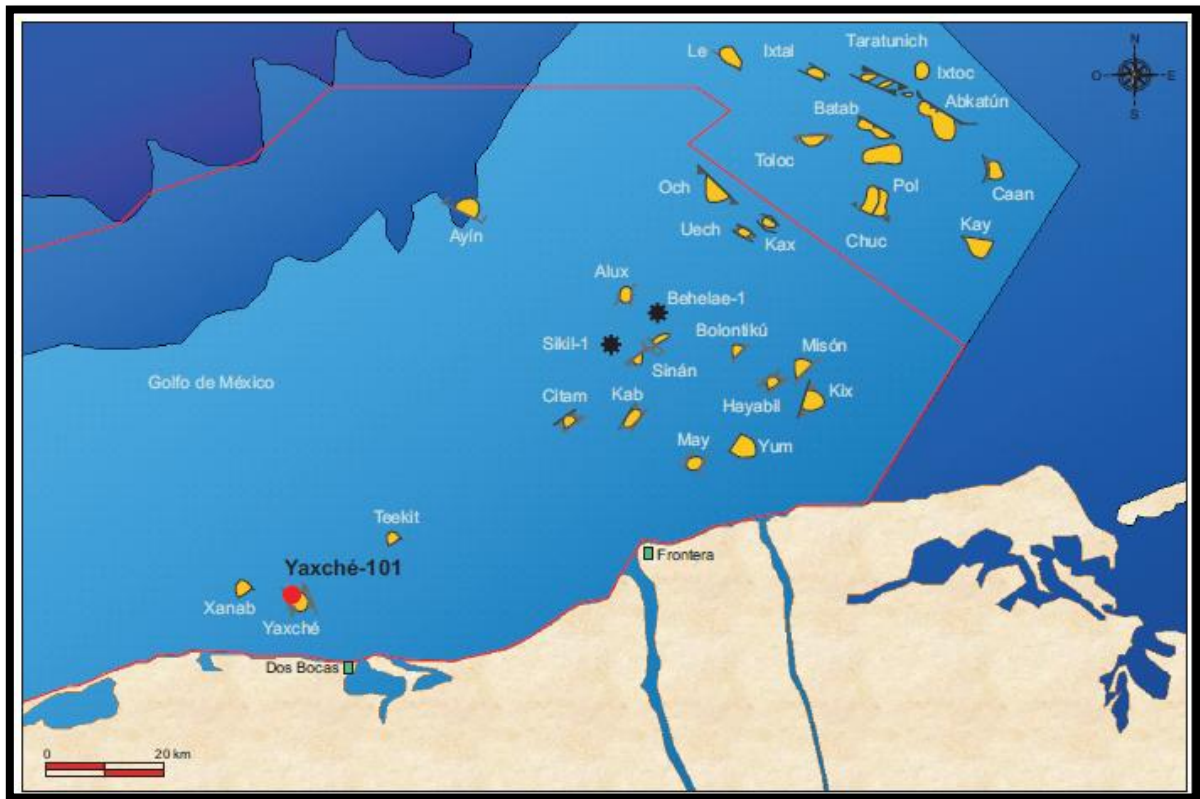 Taratunich
Le
Ixtal
Ixtoc
N
O
E
S
Batab
Abkatún
Toloc
Och
Pol
Caan
Uech
Kax
Chuc
Kay
Ayín
Alux
Behelae-1
Sikil-1
Bolontikú
Misón
Sinán
Golfo de México
Citam
Kab
Hayabil
Kix
May
Yum
Teekit
Frontera
Yaxché-101
Xanab
Yaxché
Dos Bocas
0
20 km